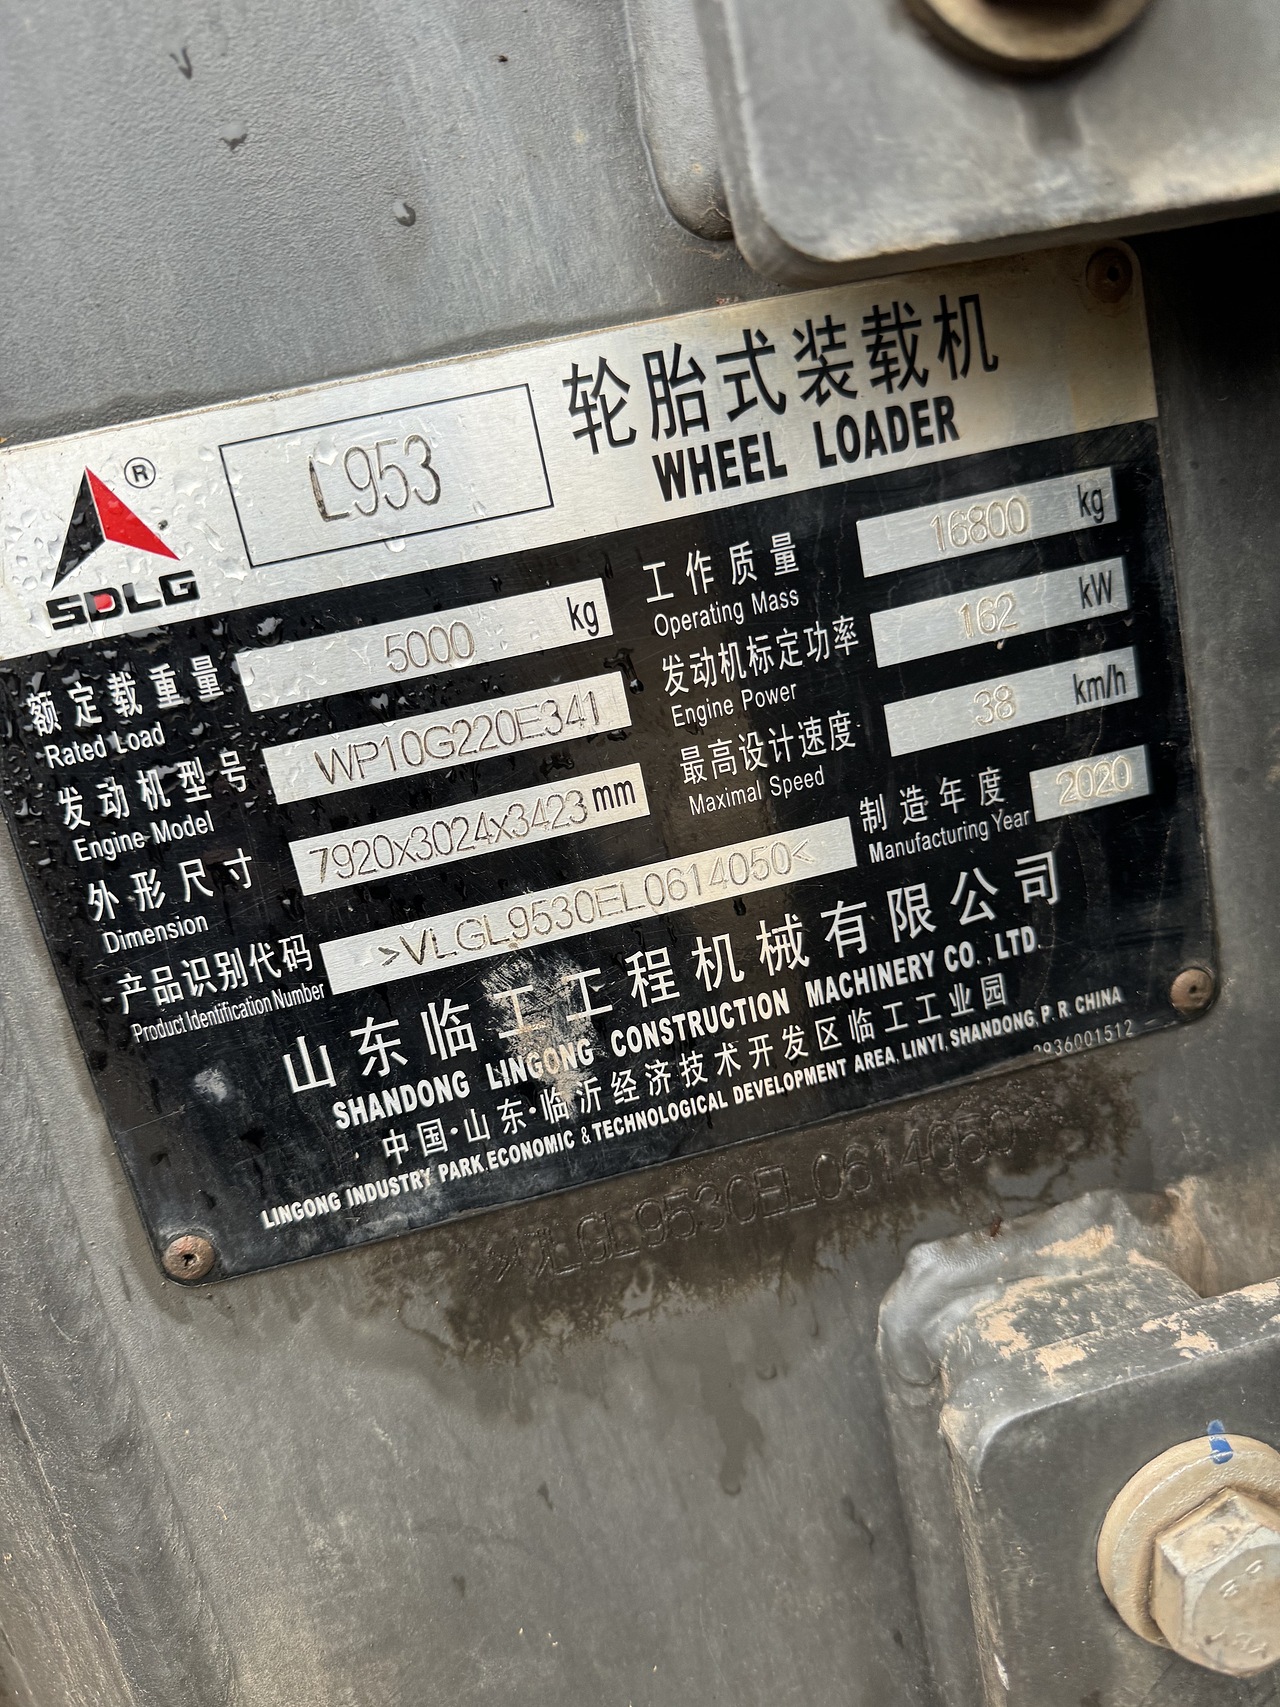 轮胎式装载机
WHEEL LOADER
®
SDLG
L953
额定载重量 5000 kg
Rated Load
工作质量 16800 kg
Operating Mass
发动机型号 WP10G220E341
Engine Model
发动机标定功率 162 kW
Engine Power
外形尺寸 7920x3024x3423 mm
Dimension
最高设计速度 38 km/h
Maximal Speed
产品识别代码 >VLGL9530EL0614050<
Product Identification Number
制造年度 2020
Manufacturing Year
山东临工工程机械有限公司
SHANDONG LINGONG CONSTRUCTION MACHINERY CO.,LTD.
中国·山东·临沂经济技术开发区临工工业园
LINGONG INDUSTRY PARK.ECONOMIC & TECHNOLOGICAL DEVELOPMENT AREA, LINYI, SHANDONG, P. R. CHINA
2936001512
VLGL9530EL0614050